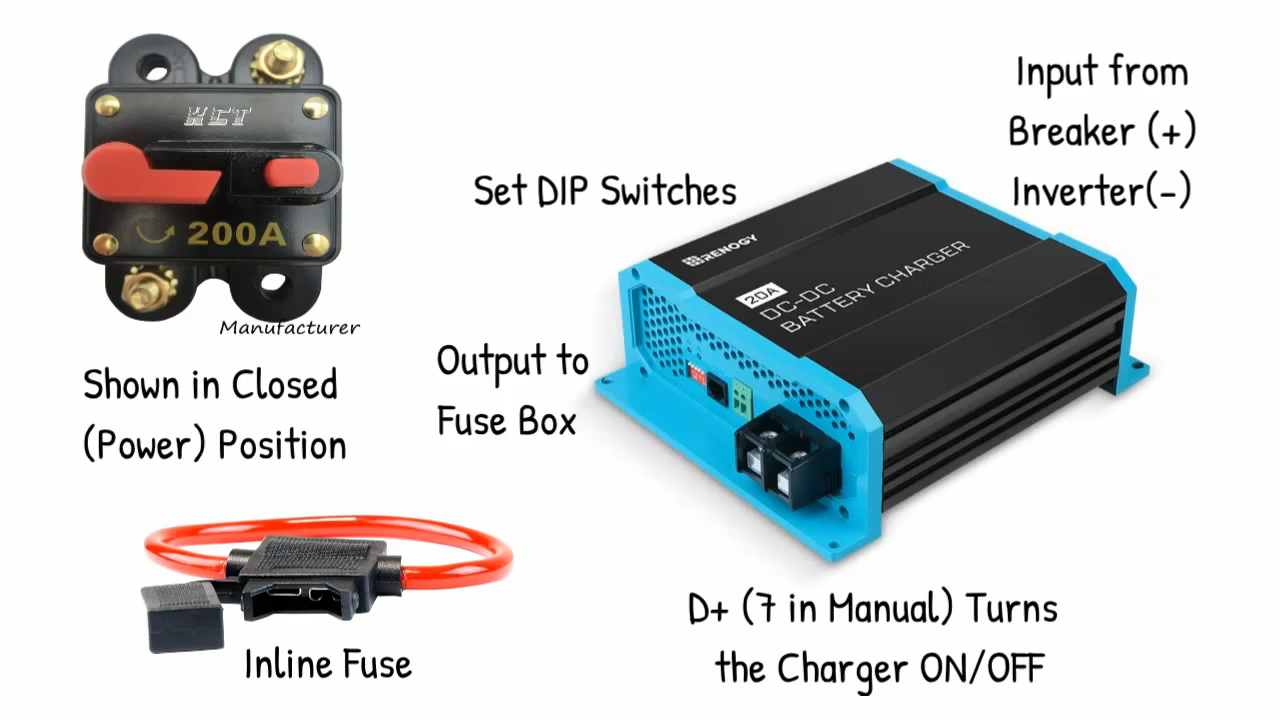 HCT
200A
Manufacturer
Shown in Closed
(Power) Position
Inline Fuse
Set DIP Switches
Output to
Fuse Box
Input from
Breaker (+)
Inverter(-)
RENOGY
20A
DC-DC
BATTERY CHARGER
D+ (7 in Manual) Turns
the Charger ON/OFF